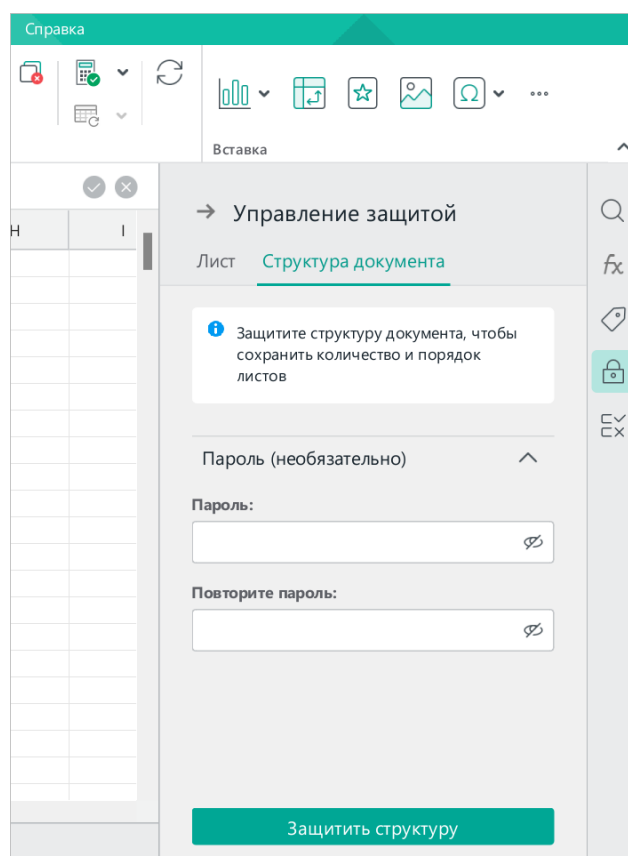 Справка
Вставка
H I
Управление защитой
Лист Структура документа
Защитите структуру документа, чтобы
сохранить количество и порядок
листов
Пароль (необязательно)
Пароль:
Повторите пароль:
Защитить структуру